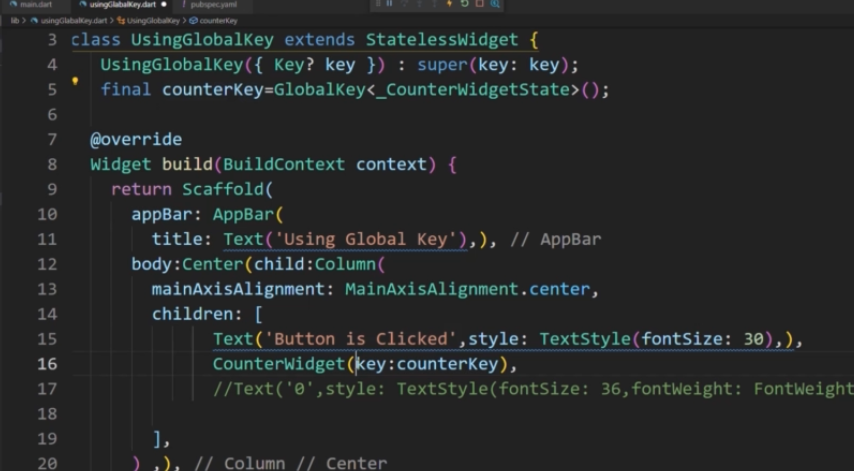 main.dart usingGlabalKey.dart pubspec.yaml
lib > usingGlabalKey.dart > UsingGlobalKey > counterKey
3 class UsingGlobalKey extends StatelessWidget {
4 UsingGlobalKey({ Key? key }) : super(key: key);
5 final counterKey=GlobalKey<_CounterWidgetState>();
6
7 @override
8 Widget build(BuildContext context) {
9 return Scaffold(
10 appBar: AppBar(
11 title: Text('Using Global Key'),), // AppBar
12 body:Center(child:Column(
13 mainAxisAlignment: MainAxisAlignment.center,
14 children: [
15 Text('Button is Clicked',style: TextStyle(fontSize: 30),),
16 CounterWidget(key:counterKey),
17 //Text('0',style: TextStyle(fontSize: 36,fontWeight: FontWeight
18
19 ],
20 ) ,), // Column // Center